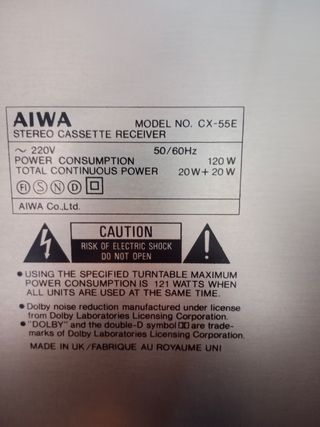 AIWA MODEL NO. CX-55E
STEREO CASSETTE RECEIVER
~ 220V 50/60Hz
POWER CONSUMPTION 120 W
TOTAL CONTINUOUS POWER 20W+20W
FI S N D
AIWA Co.,Ltd.
CAUTION
RISK OF ELECTRIC SHOCK
DO NOT OPEN
● USING THE SPECIFIED TURNTABLE MAXIMUM
POWER CONSUMPTION IS 121 WATTS WHEN
ALL UNITS ARE USED AT THE SAME TIME.
● Dolby noise reduction manufactured under license
from Dolby Laboratories Licensing Corporation.
● "DOLBY" and the double-D symbol are trade-
marks of Dolby Laboratories Licensing Corporation.
MADE IN UK/FABRIQUE AU ROYAUME UNI